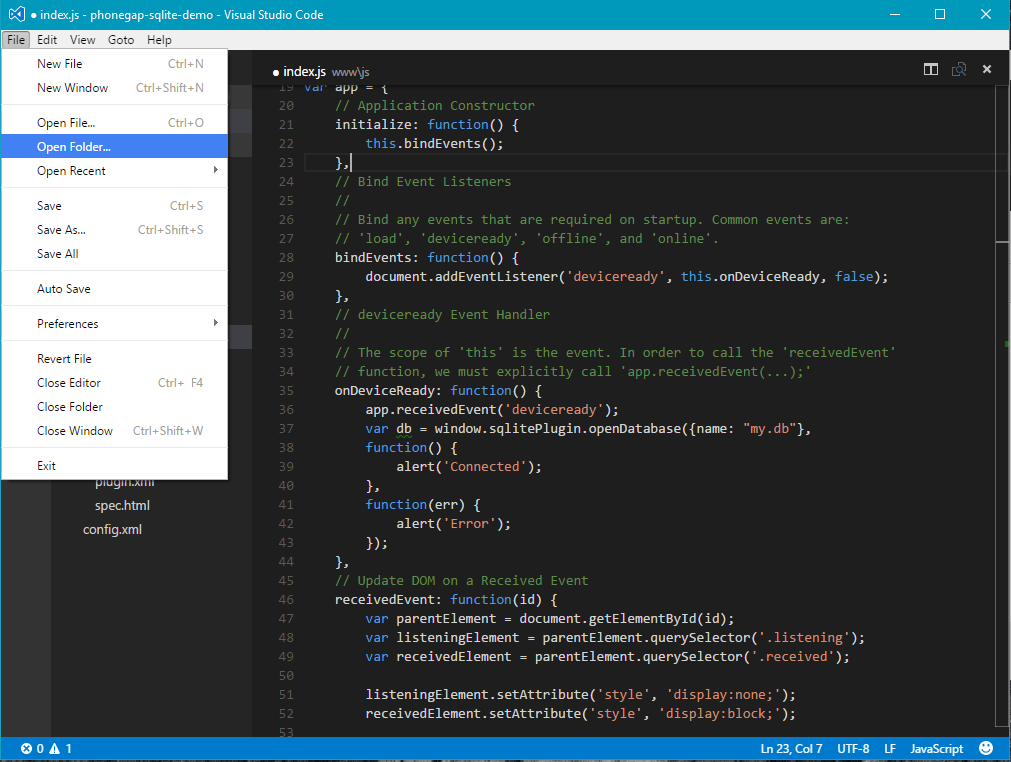 ● index.js - phonegap-sqlite-demo - Visual Studio Code
File Edit View Goto Help
New File Ctrl+N
New Window Ctrl+Shift+N
Open File... Ctrl+O
Open Folder...
Open Recent
Save Ctrl+S
Save As... Ctrl+Shift+S
Save All
Auto Save
Preferences
Revert File
Close Editor Ctrl+ F4
Close Folder
Close Window Ctrl+Shift+W
Exit
plugin.xml
spec.html
config.xml
● index.js www\js
19 var app = {
20 // Application Constructor
21 initialize: function() {
22 this.bindEvents();
23 },
24 // Bind Event Listeners
25 //
26 // Bind any events that are required on startup. Common events are:
27 // 'load', 'deviceready', 'offline', and 'online'.
28 bindEvents: function() {
29 document.addEventListener('deviceready', this.onDeviceReady, false);
30 },
31 // deviceready Event Handler
32 //
33 // The scope of 'this' is the event. In order to call the 'receivedEvent'
34 // function, we must explicitly call 'app.receivedEvent(...);'
35 onDeviceReady: function() {
36 app.receivedEvent('deviceready');
37 var db = window.sqlitePlugin.openDatabase({name: "my.db"},
38 function() {
39 alert('Connected');
40 },
41 function(err) {
42 alert('Error');
43 });
44 },
45 // Update DOM on a Received Event
46 receivedEvent: function(id) {
47 var parentElement = document.getElementById(id);
48 var listeningElement = parentElement.querySelector('.listening');
49 var receivedElement = parentElement.querySelector('.received');
50
51 listeningElement.setAttribute('style', 'display:none;');
52 receivedElement.setAttribute('style', 'display:block;');
53
0 1 Ln 23, Col 7 UTF-8 LF JavaScript